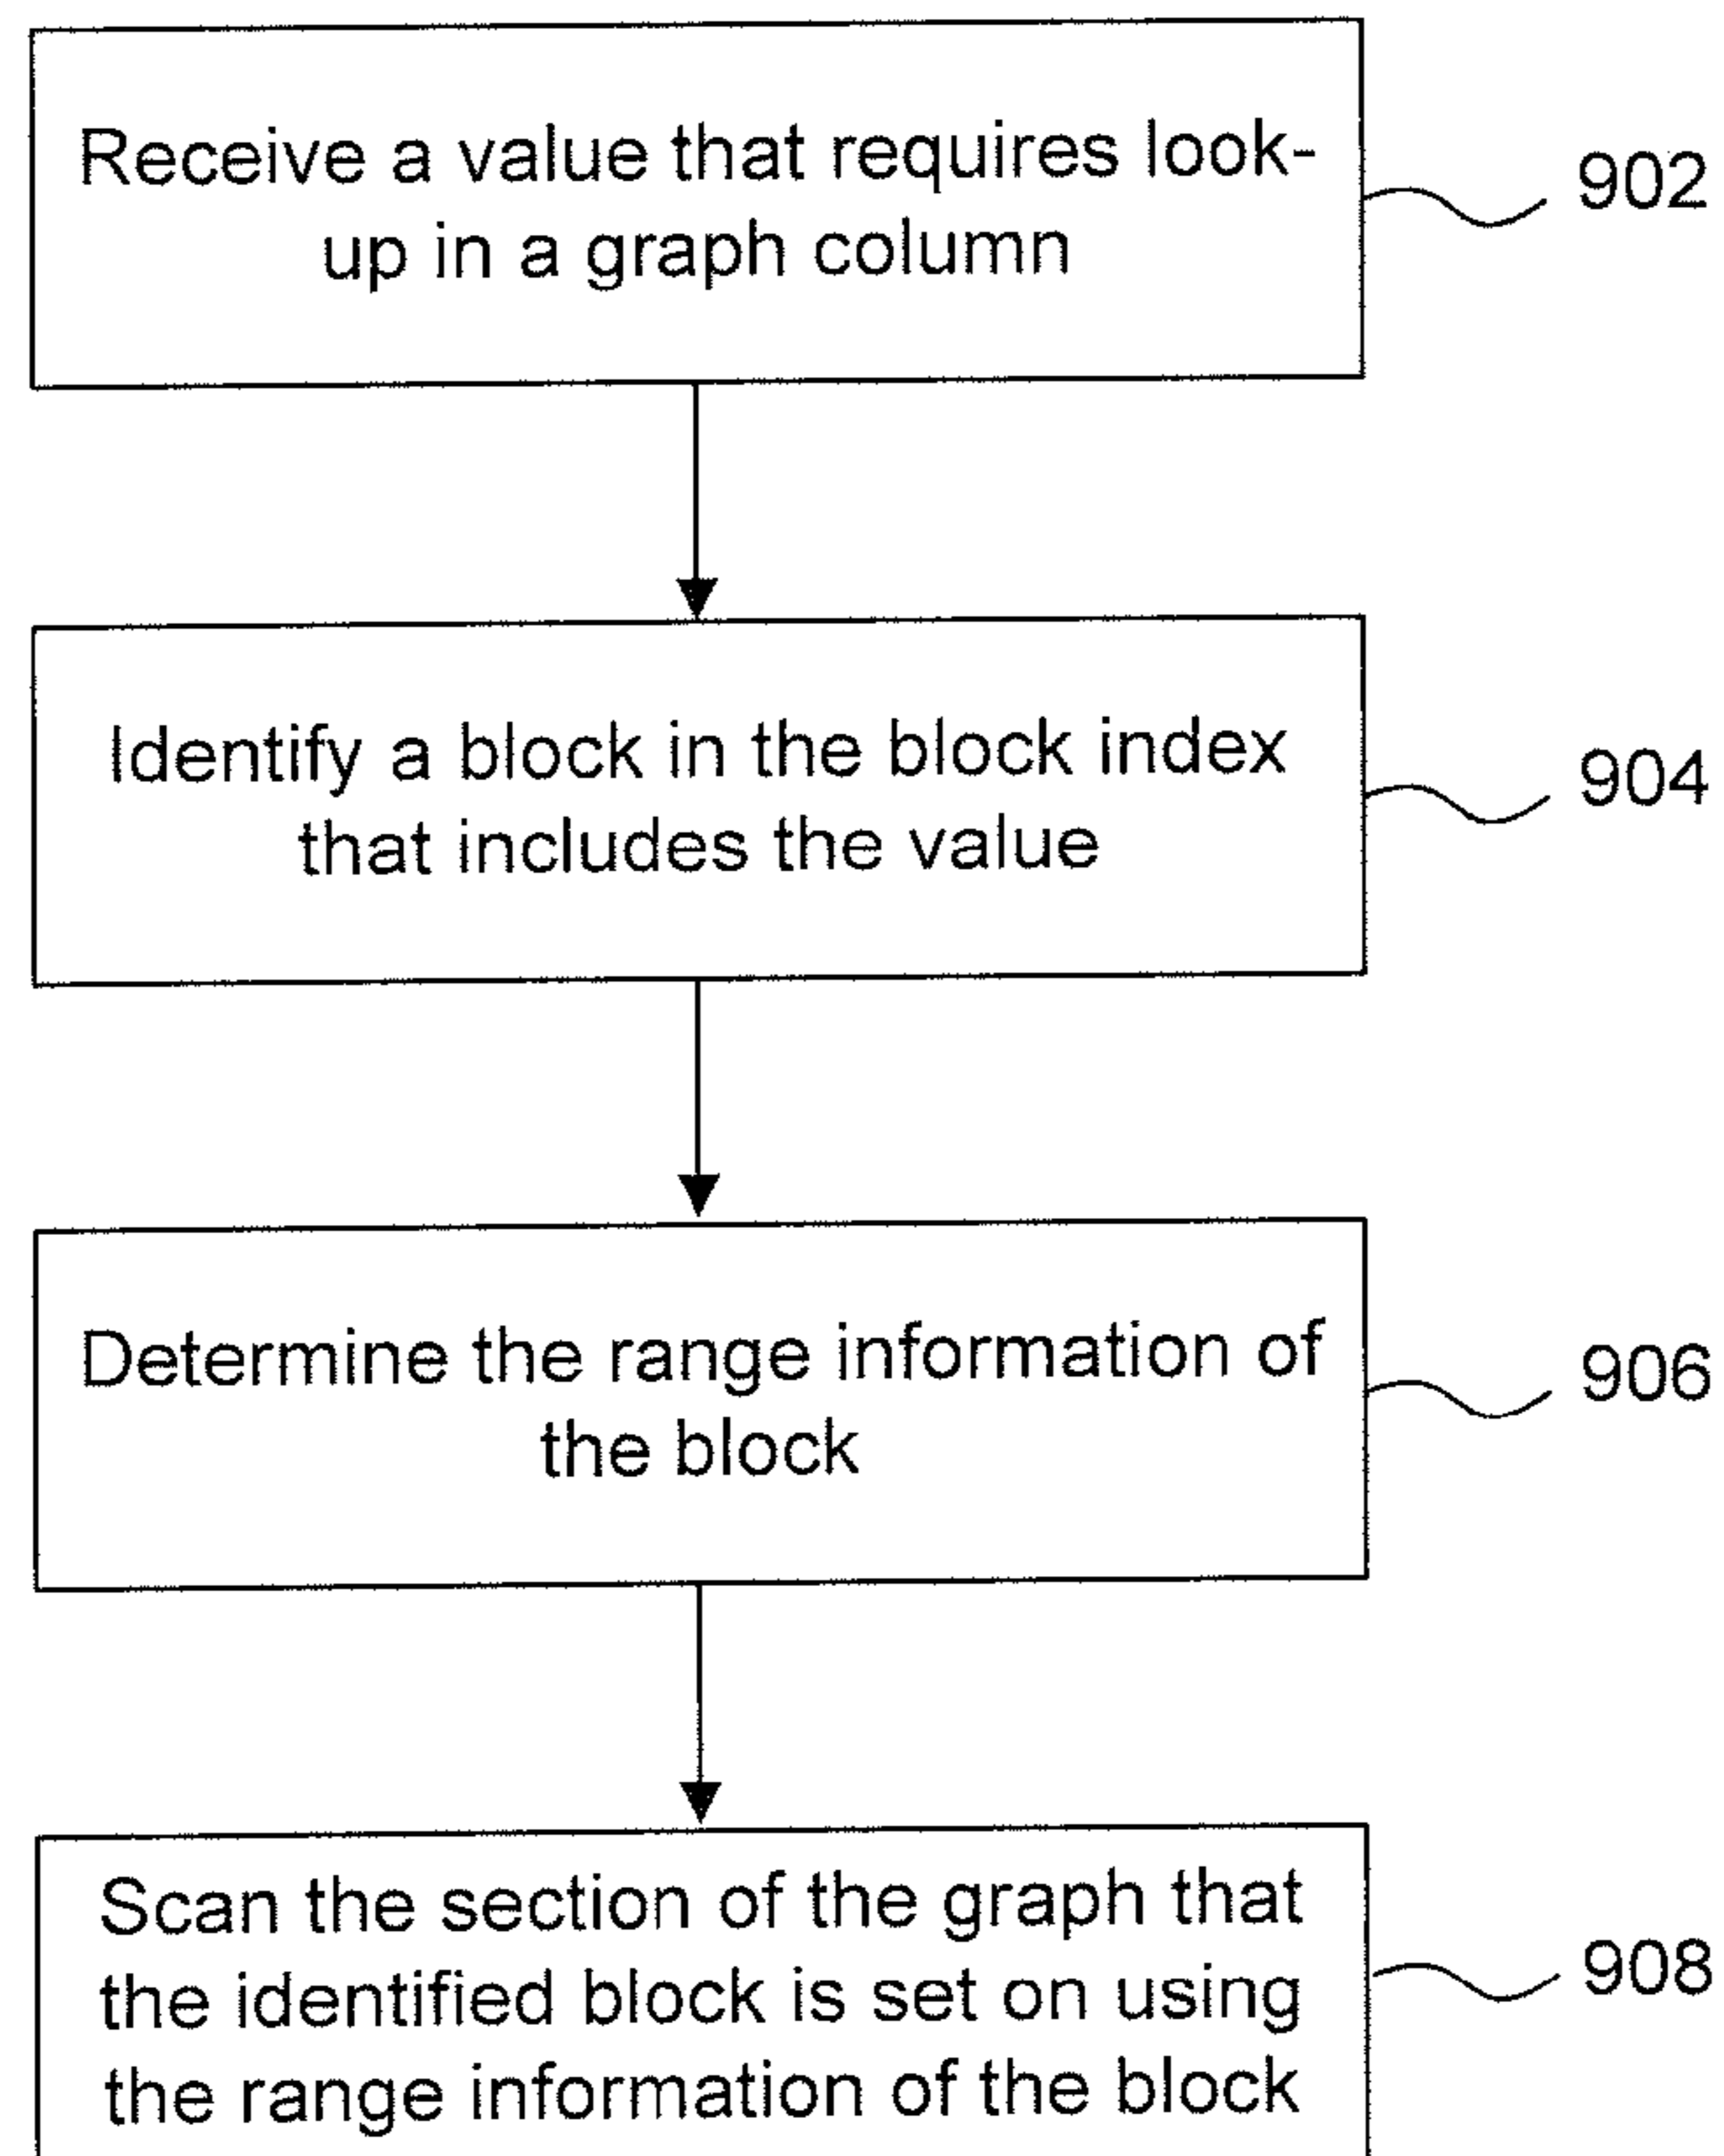 Receive a value that requires look-
up in a graph column
902
Identify a block in the block index
that includes the value
904
Determine the range information of
the block
906
Scan the section of the graph that
the identified block is set on using
the range information of the block
908